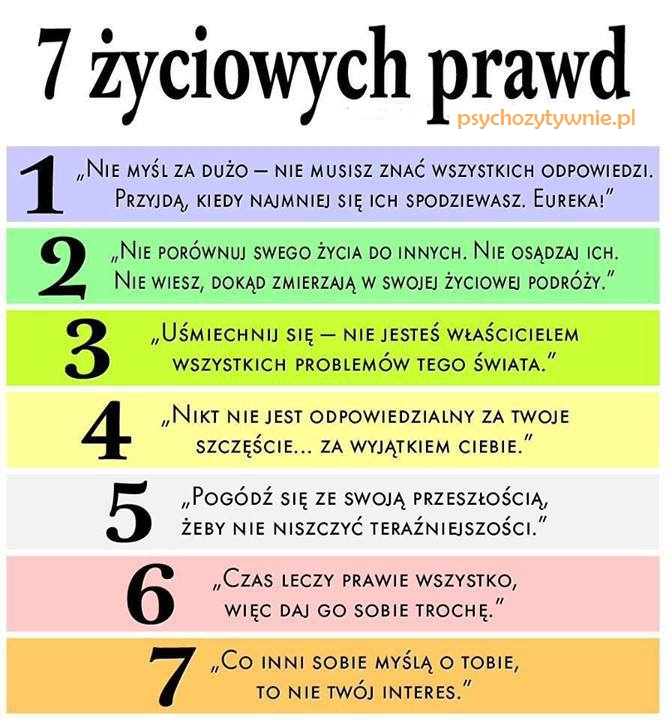 7 życiowych prawd
psychozytywnie.pl
1 „Nie myśl za dużo – nie musisz znać wszystkich odpowiedzi.
Przyjdą, kiedy najmniej się ich spodziewasz. Eureka!”
2 „Nie porównuj swego życia do innych. Nie osądzaj ich.
Nie wiesz, dokąd zmierzają w swojej życiowej podróży.”
3 „Uśmiechnij się – nie jesteś właścicielem
wszystkich problemów tego świata.”
4 „Nikt nie jest odpowiedzialny za twoje
szczęście... za wyjątkiem ciebie.”
5 „Pogódź się ze swoją przeszłością,
żeby nie niszczyć teraźniejszości.”
6 „Czas leczy prawie wszystko,
więc daj go sobie trochę.”
7 „Co inni sobie myślą o tobie,
to nie twój interes.”